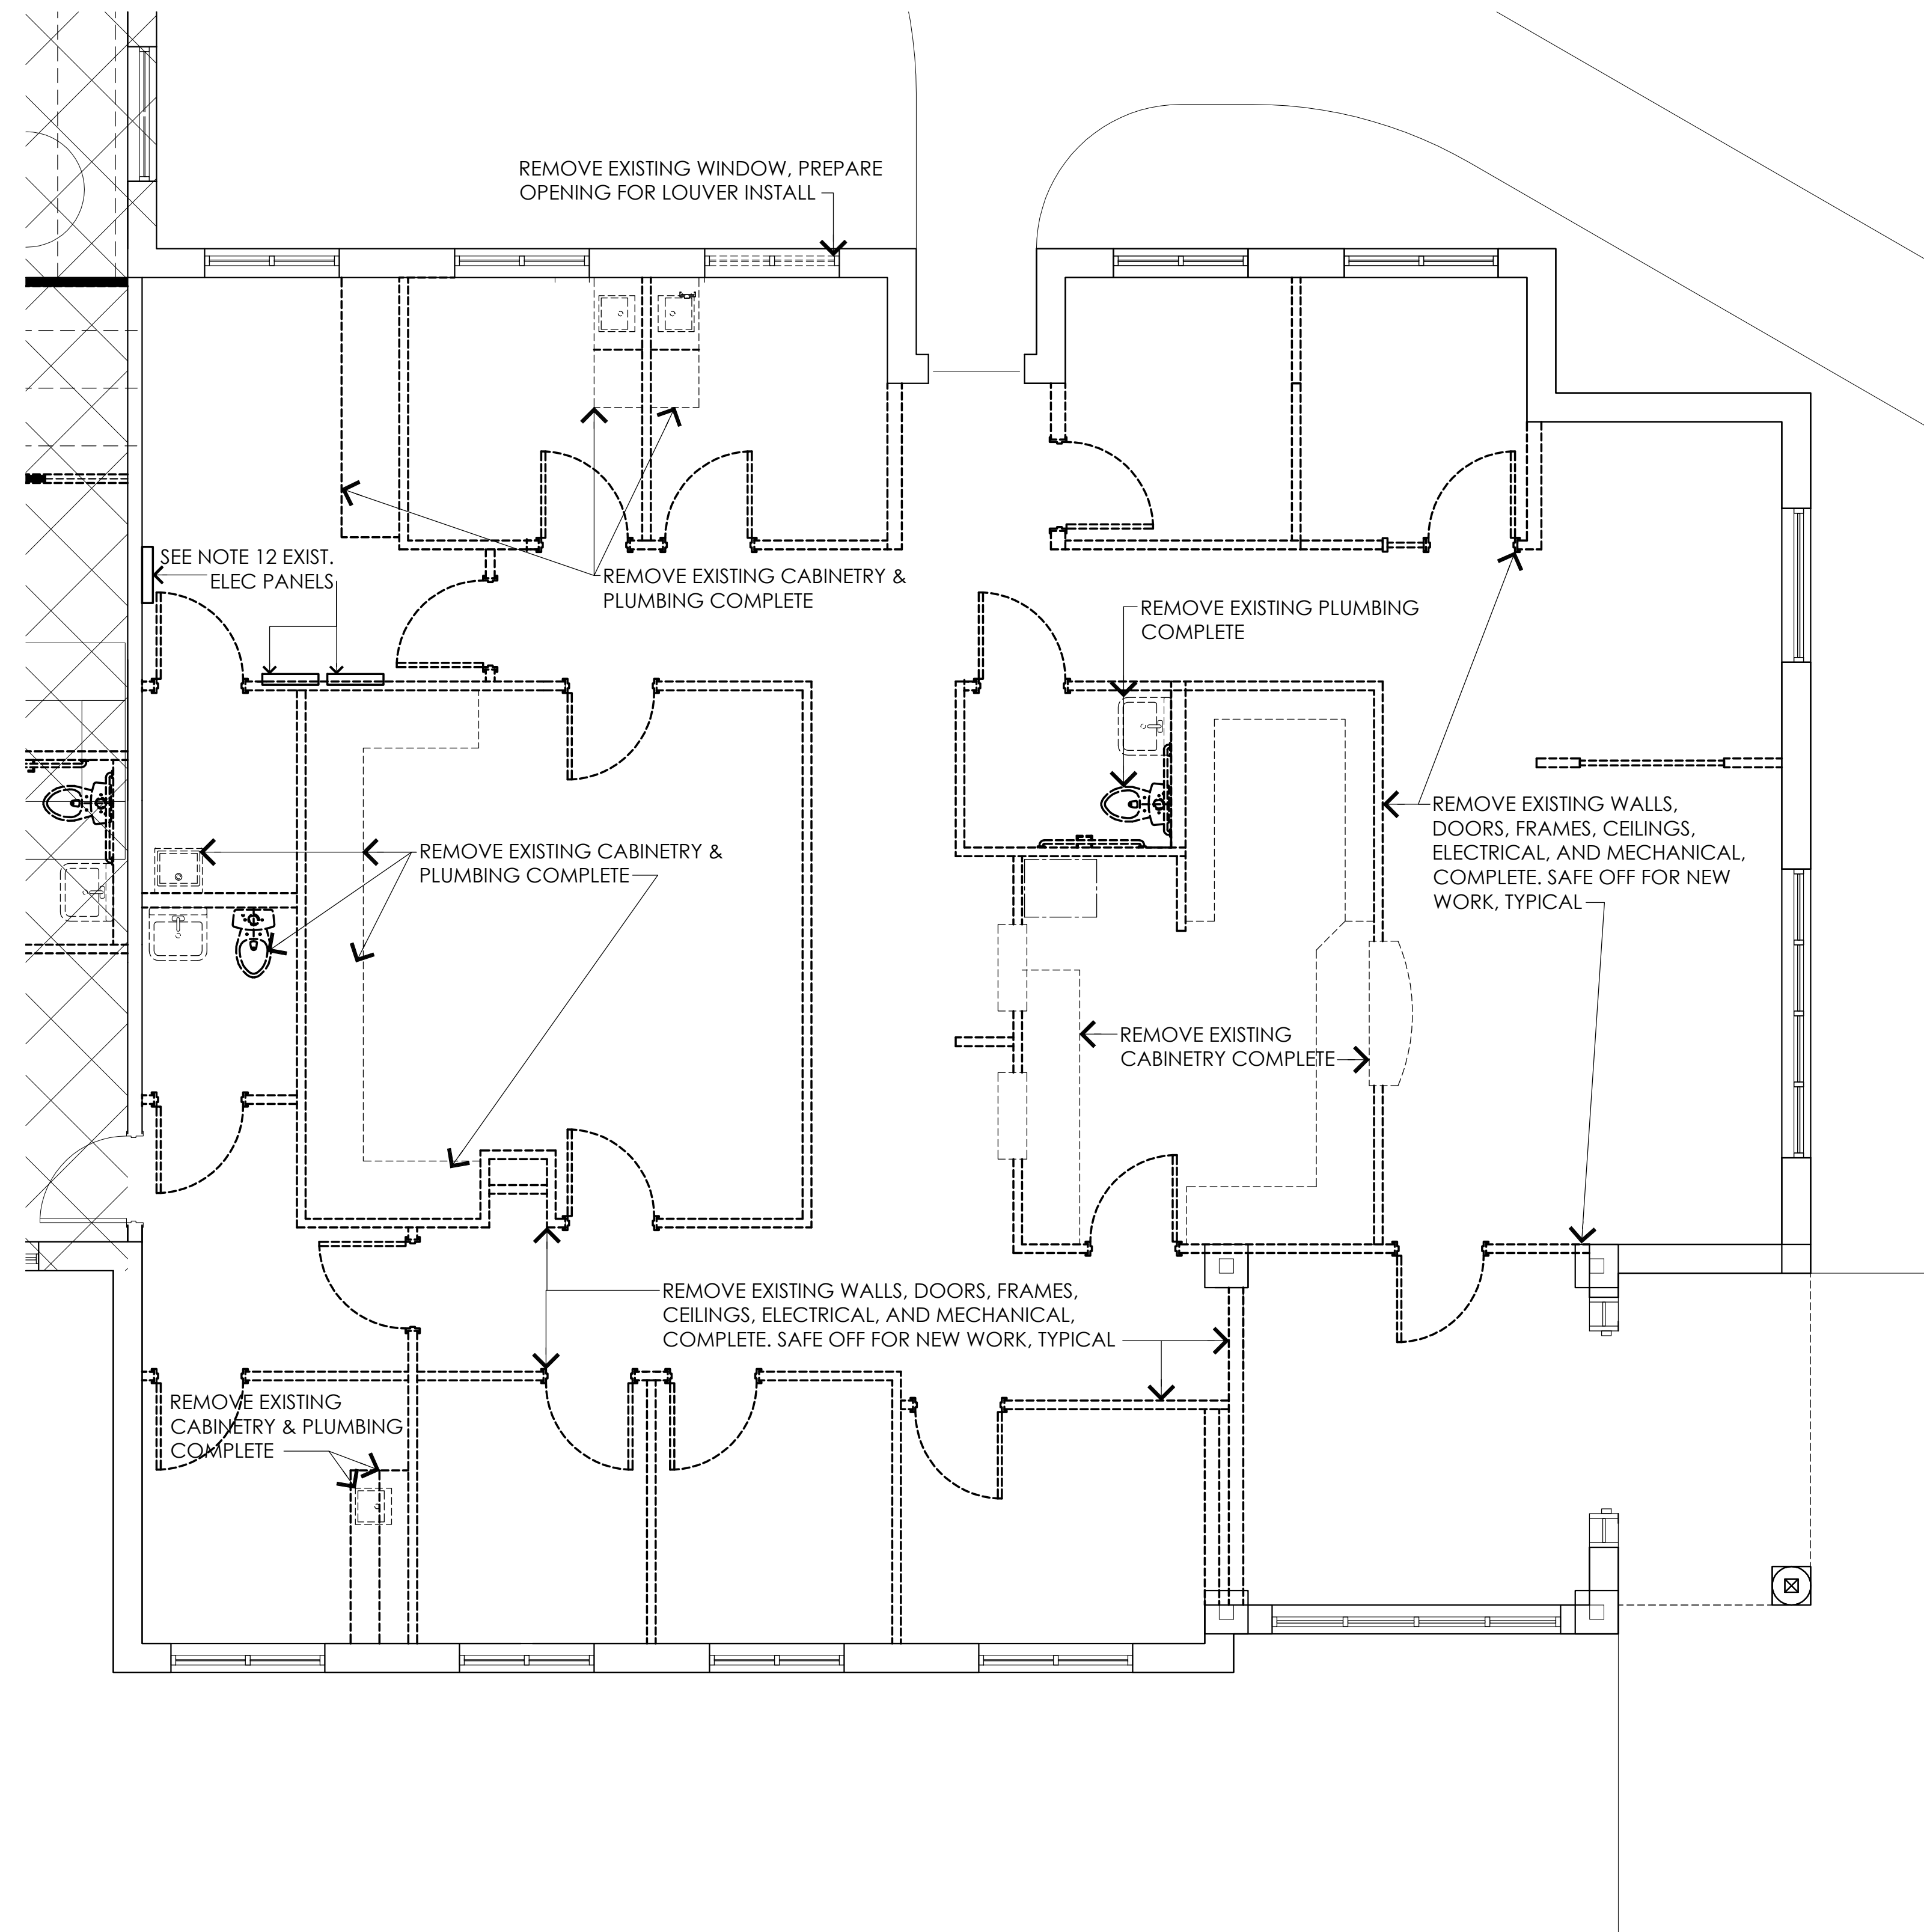 REMOVE EXISTING WINDOW, PREPARE
OPENING FOR LOUVER INSTALL
SEE NOTE 12 EXIST.
ELEC PANELS
REMOVE EXISTING CABINETRY &
PLUMBING COMPLETE
REMOVE EXISTING PLUMBING
COMPLETE
REMOVE EXISTING WALLS,
DOORS, FRAMES, CEILINGS,
ELECTRICAL, AND MECHANICAL,
COMPLETE. SAFE OFF FOR NEW
WORK, TYPICAL
REMOVE EXISTING CABINETRY &
PLUMBING COMPLETE
REMOVE EXISTING
CABINETRY COMPLETE
REMOVE EXISTING WALLS, DOORS, FRAMES,
CEILINGS, ELECTRICAL, AND MECHANICAL,
COMPLETE. SAFE OFF FOR NEW WORK, TYPICAL
REMOVE EXISTING
CABINETRY & PLUMBING
COMPLETE